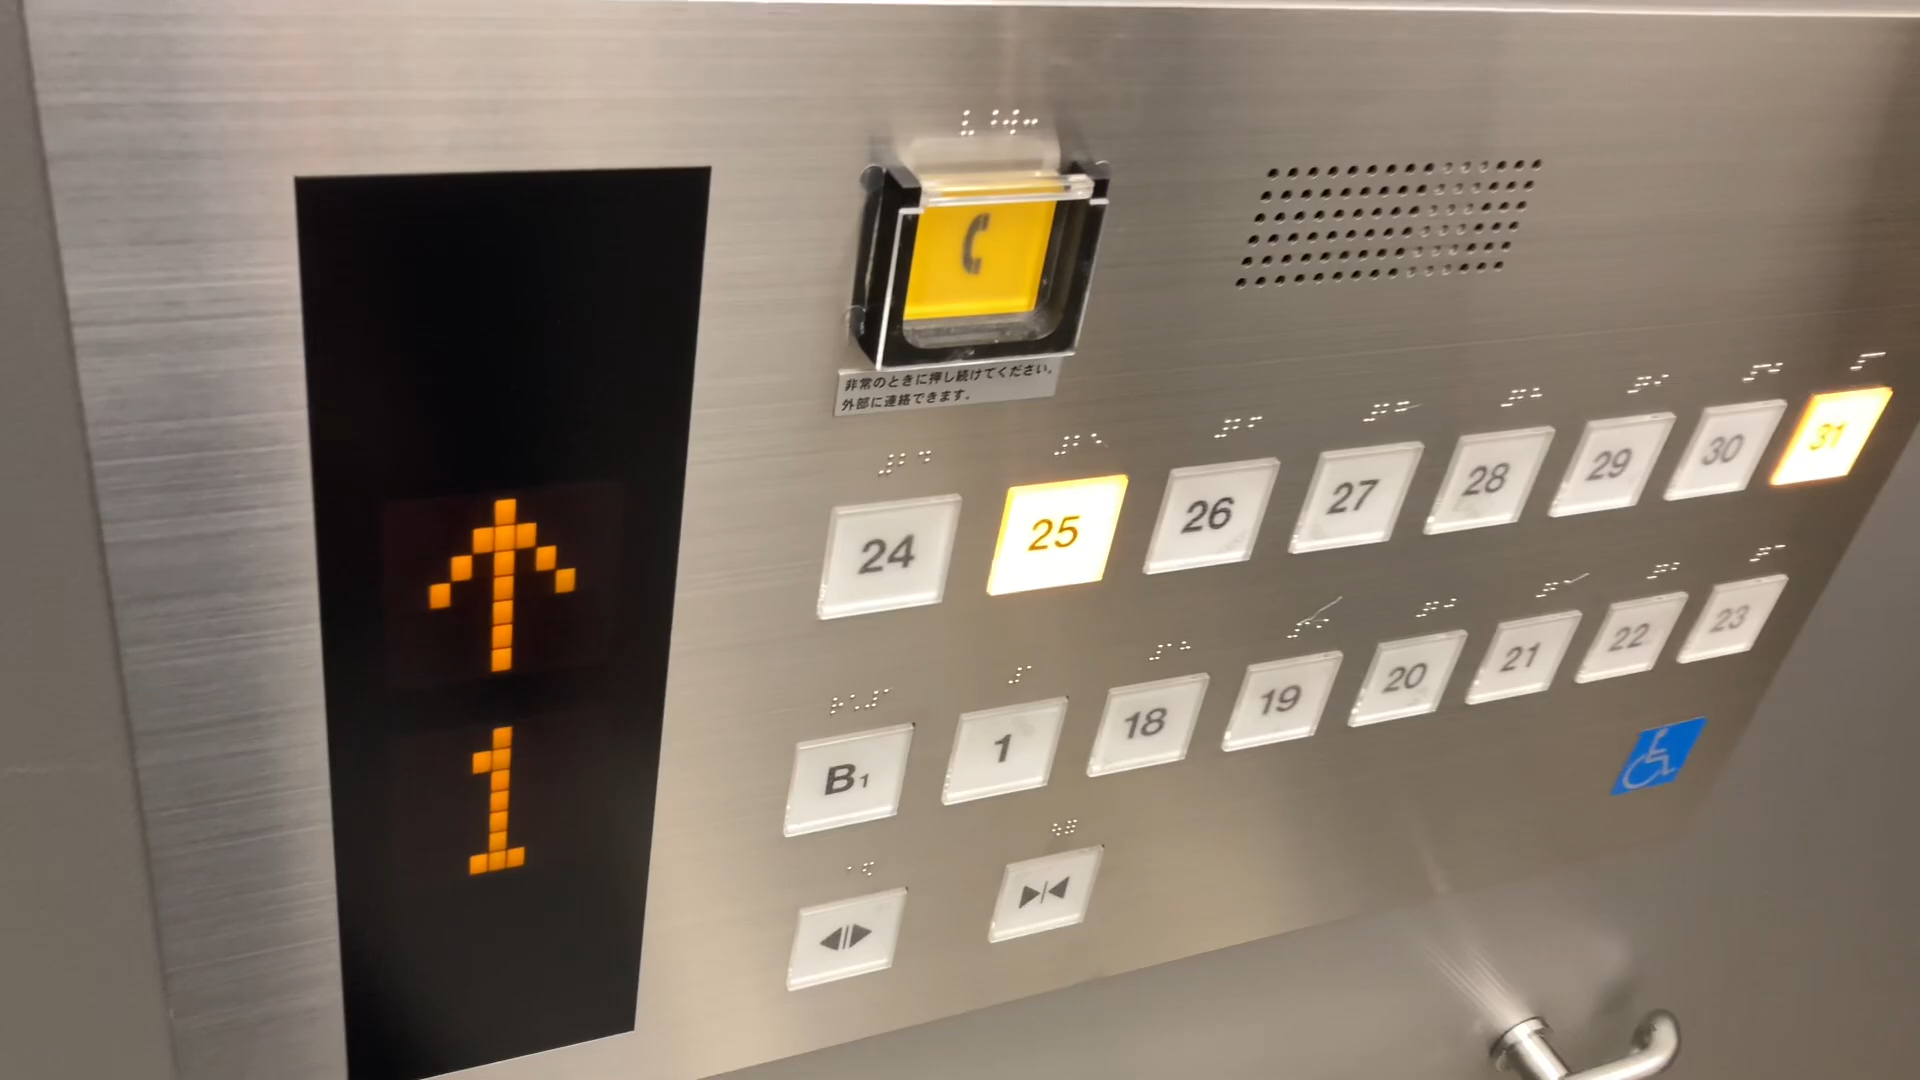 非常のときに押し続けてください。
外部に連絡できます。
24 25 26 27 28 29 30 31
B1 1 18 19 20 21 22 23
1